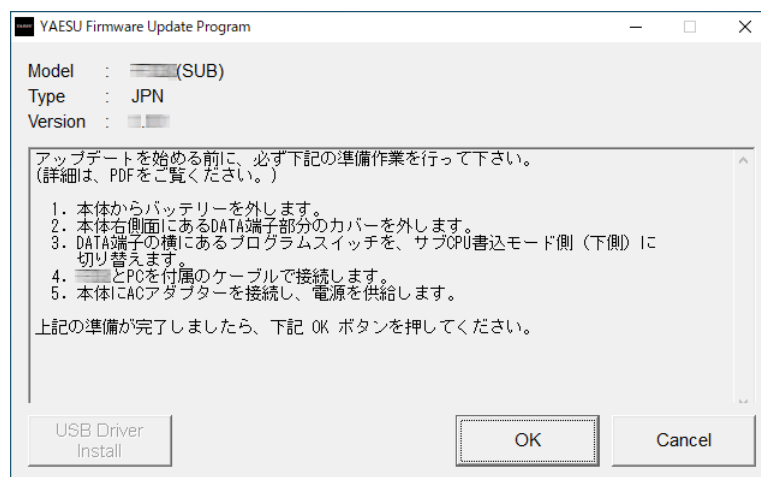 YAESU Firmware Update Program
Model : (SUB)
Type : JPN
Version :
アップデートを始める前に、必ず下記の準備作業を行って下さい。
(詳細は、PDFをご覧ください。)
1. 本体からバッテリーを外します。
2. 本体右側面にあるDATA端子部分のカバーを外します。
3. DATA端子の横にあるプログラムスイッチを、サブCPU書込モード側（下側）に
切り替えます。
4. とPCを付属のケーブルで接続します。
5. 本体にACアダプターを接続し、電源を供給します。
上記の準備が完了しましたら、下記 OK ボタンを押してください。
USB Driver
Install
OK
Cancel